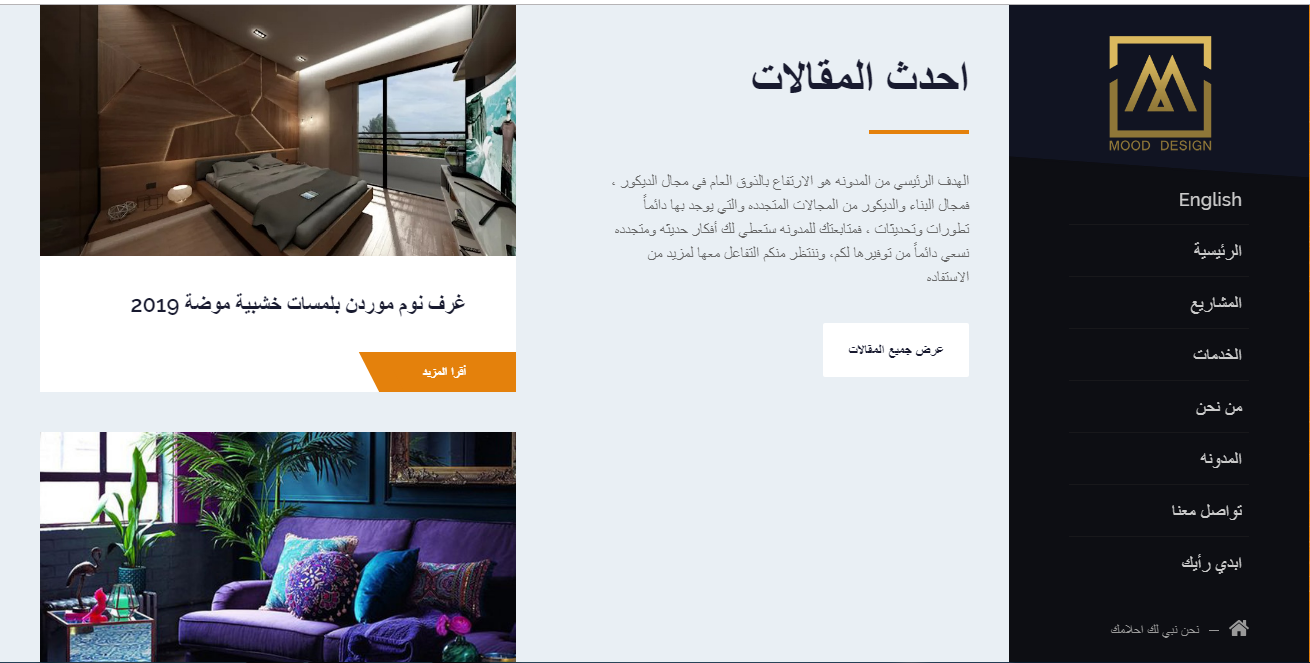 MOOD DESIGN
English
الرئيسية
المشاريع
الخدمات
من نحن
المدونه
تواصل معنا
ابدي رأيك
نحن نبي لك احلامك –
احدث المقالات
الهدف الرئيسي من المدونه هو الارتفاع بالذوق العام في مجال الديكور ،
فمجال البناء والديكور من المجالات المتجدده والتي يوجد بها دائماً
تطورات وتحديثات ، فمتابعتك للمدونه ستعطي لك أفكار حديثه ومتجدده
نسعي دائماً من توفيرها لكم، وننتظر منكم التفاعل معها لمزيد من
الاستفاده
عرض جميع المقالات
غرف نوم موردن بلمسات خشبية موضة 2019
أقرا المزيد